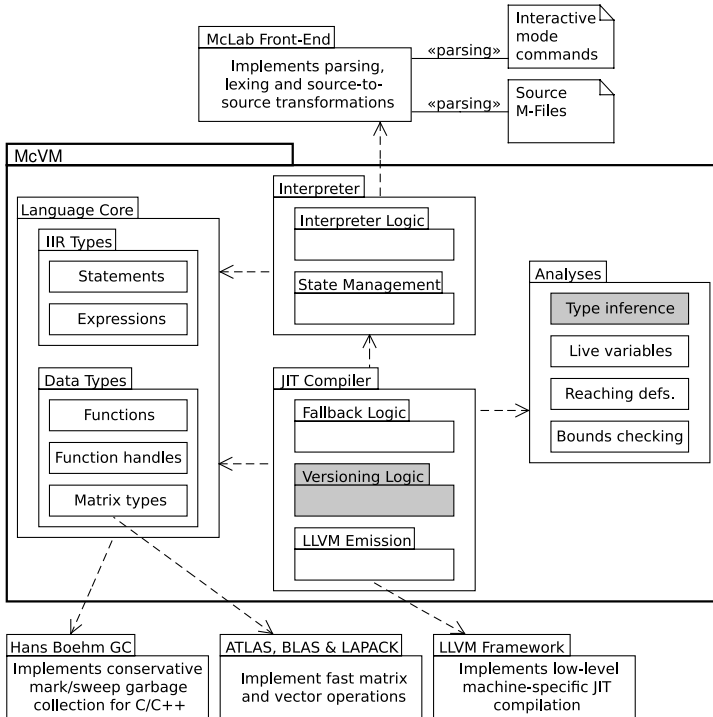 McLab Front-End
Implements parsing,
lexing and source-to-
source transformations
«parsing»
Interactive
mode
commands
«parsing»
Source
M-Files
McVM
Language Core
IIR Types
Statements
Expressions
Data Types
Functions
Function handles
Matrix types
Interpreter
Interpreter Logic
State Management
JIT Compiler
Fallback Logic
Versioning Logic
LLVM Emission
Analyses
Type inference
Live variables
Reaching defs.
Bounds checking
Hans Boehm GC
Implements conservative
mark/sweep garbage
collection for C/C++
ATLAS, BLAS & LAPACK
Implement fast matrix
and vector operations
LLVM Framework
Implements low-level
machine-specific JIT
compilation